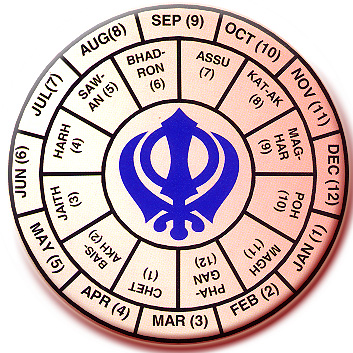 SEP (9)
OCT (10)
NOV (11)
DEC (12)
JAN (1)
FEB (2)
MAR (3)
APR (4)
MAY (5)
JUN (6)
JUL(7)
AUG(8)
BHAD-
RON
(6)
ASSU
(7)
KAT-AK
(8)
MAG-
HAR
(9)
POH
(10)
MAGH
(11)
PHA-
GAN
(12)
CHET
(1)
BAIS-
AKH (2)
JAITH
(3)
HARH
(4)
SAW-
AN (5)